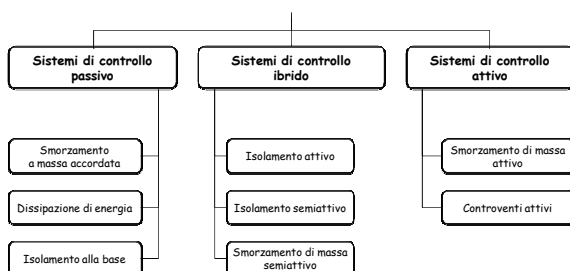 Sistemi di controllo
passivo
Sistemi di controllo
ibrido
Sistemi di controllo
attivo
Smorzamento
a massa accordata
Dissipazione di energia
Isolamento alla base
Isolamento attivo
Isolamento semiattivo
Smorzamento di massa
semiattivo
Smorzamento di massa
attivo
Controventi attivi